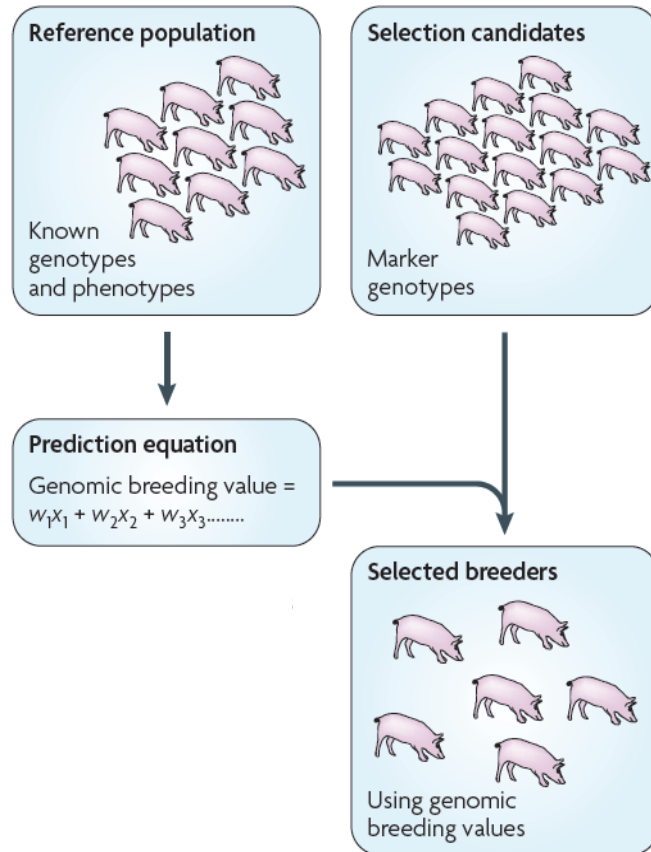 Reference population
Known
genotypes
and phenotypes
Selection candidates
Marker
genotypes
Prediction equation
Genomic breeding value =
w₁x₁ + w₂x₂ + w₃x₃........
Selected breeders
Using genomic
breeding values